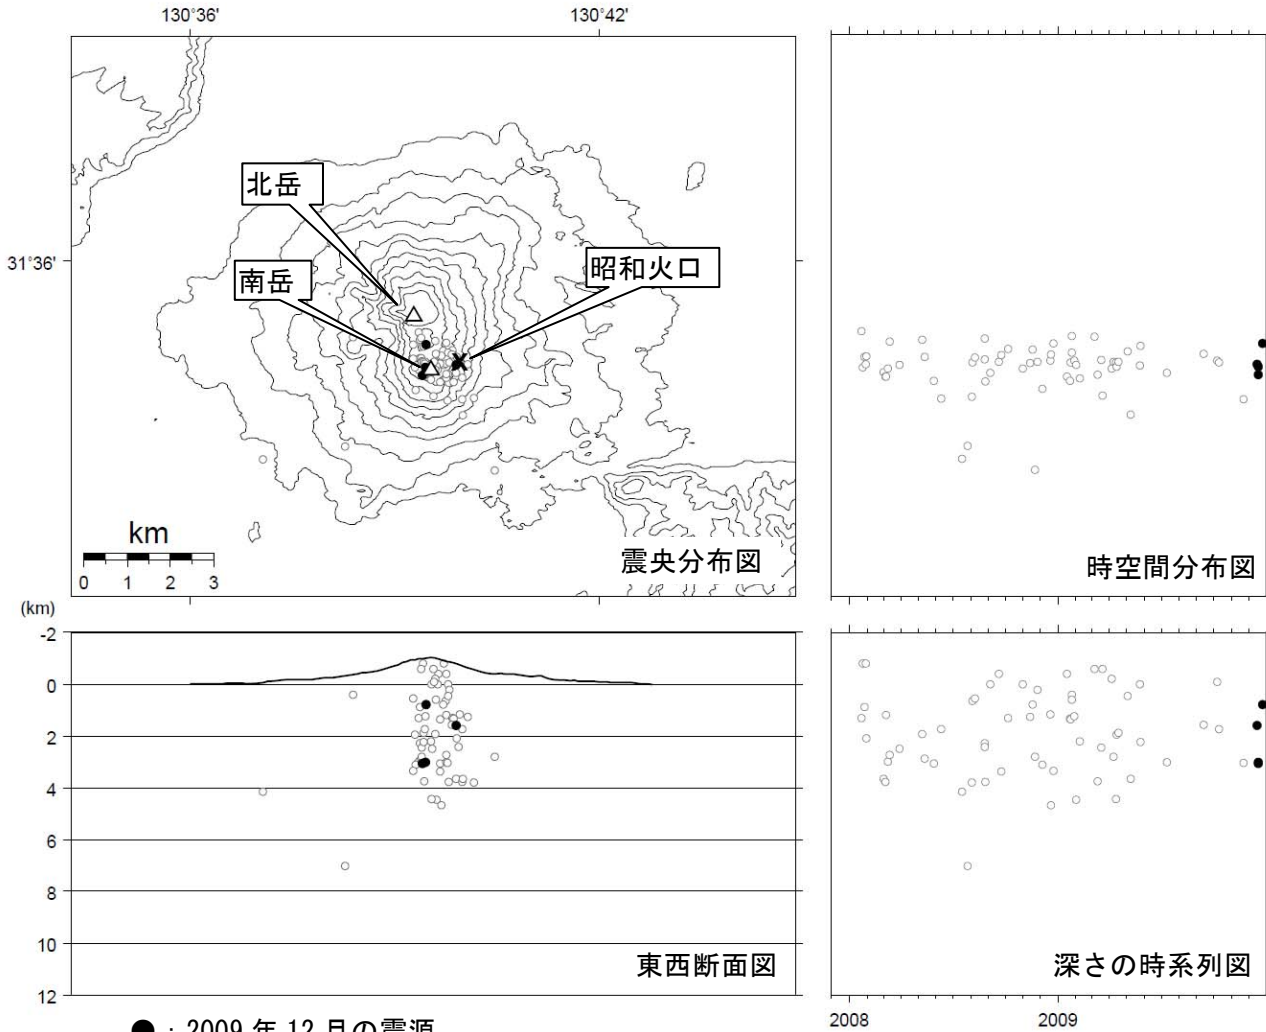 130°36'
130°42'
北岳
31°36'
昭和火口
南岳
km
0 1 2 3
震央分布図
時空間分布図
(km)
-2
0
2
4
6
8
10
12
東西断面図
深さの時系列図
2008
2009
●：2009 年 12 月の震源